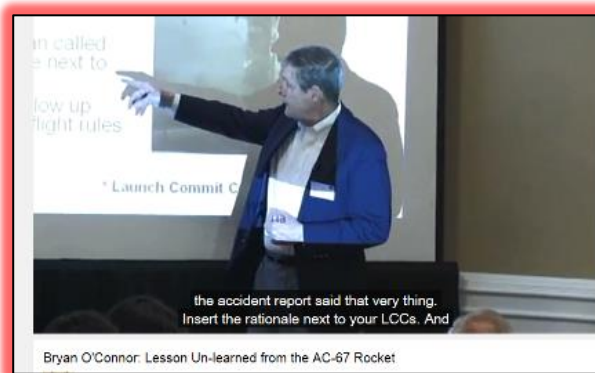 an called
e next to
low up
flight rules
* Launch Commit C
the accident report said that very thing.
Insert the rationale next to your LCCs. And
Bryan O'Connor: Lesson Un-learned from the AC-67 Rocket